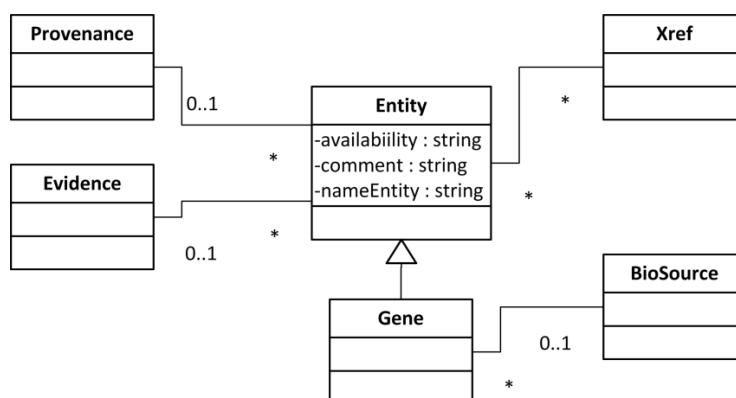 Provenance
Xref
0..1
Entity
*
-availabiility : string
*
-comment : string
Evidence
-nameEntity : string
*
*
0..1
BioSource
Gene
0..1
*